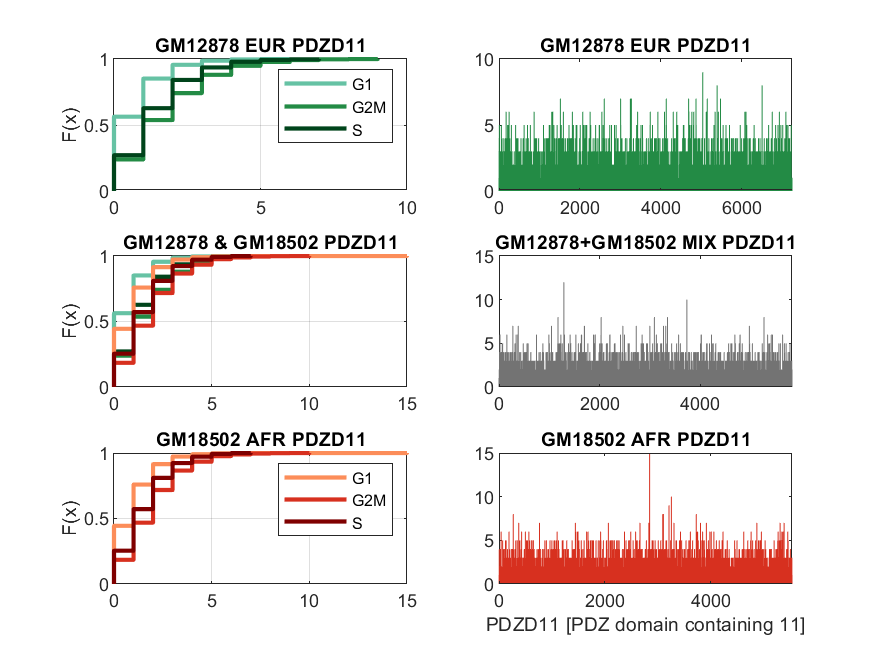 GM12878 EUR PDZD11
1
0.5
0
F(x)
G1
G2M
S
0 5 10
GM12878 EUR PDZD11
10
5
0
0 2000 4000 6000
GM12878 & GM18502 PDZD11
1
0.5
0
F(x)
0 5 10 15
GM12878+GM18502 MIX PDZD11
15
10
5
0
0 2000 4000
GM18502 AFR PDZD11
1
0.5
0
F(x)
G1
G2M
S
0 5 10 15
GM18502 AFR PDZD11
15
10
5
0
0 2000 4000
PDZD11 [PDZ domain containing 11]